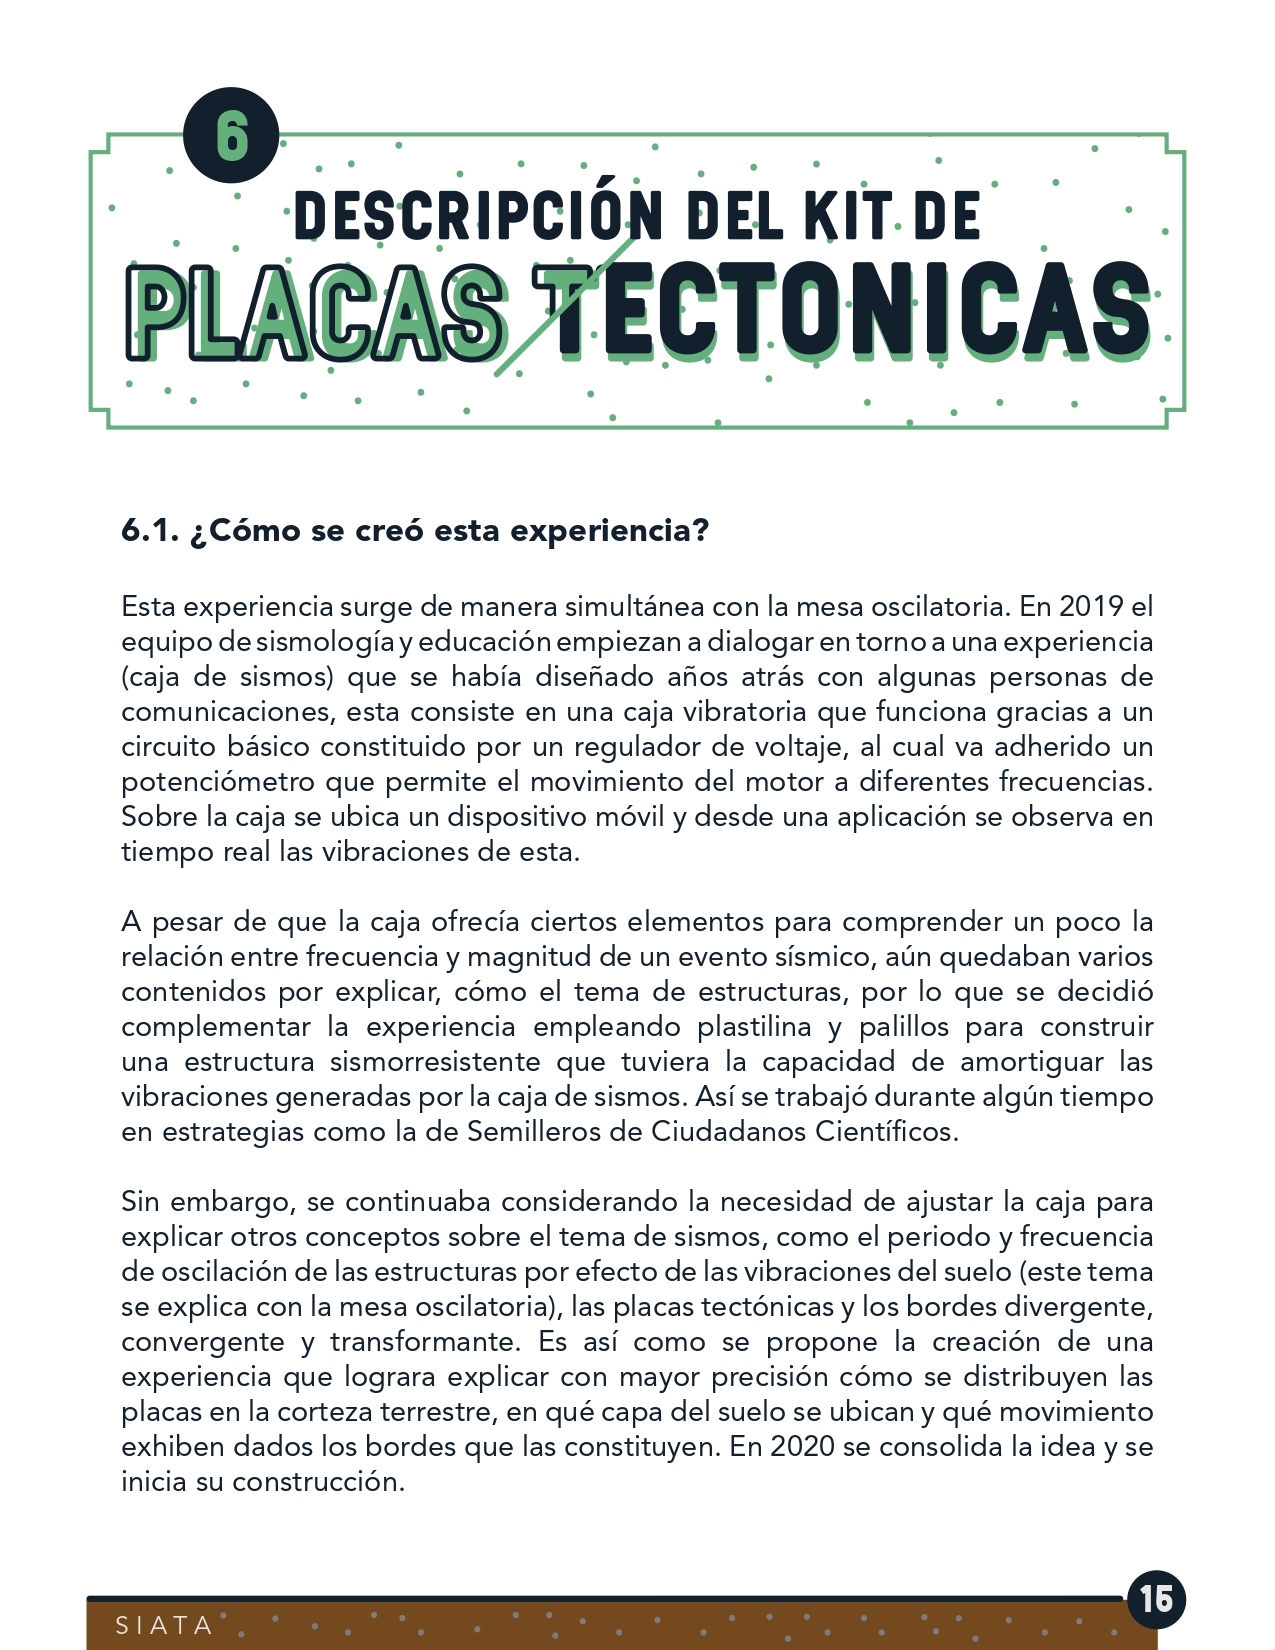 6
DESCRIPCIÓN DEL KIT DE
PLACAS TECTONICAS
6.1. ¿Cómo se creó esta experiencia?
Esta experiencia surge de manera simultánea con la mesa oscilatoria. En 2019 el
equipo de sismología y educación empiezan a dialogar en torno a una experiencia
(caja de sismos) que se había diseñado años atrás con algunas personas de
comunicaciones, esta consiste en una caja vibratoria que funciona gracias a un
circuito básico constituido por un regulador de voltaje, al cual va adherido un
potenciómetro que permite el movimiento del motor a diferentes frecuencias.
Sobre la caja se ubica un dispositivo móvil y desde una aplicación se observa en
tiempo real las vibraciones de esta.
A pesar de que la caja ofrecía ciertos elementos para comprender un poco la
relación entre frecuencia y magnitud de un evento sísmico, aún quedaban varios
contenidos por explicar, cómo el tema de estructuras, por lo que se decidió
complementar la experiencia empleando plastilina y palillos para construir
una estructura sismorresistente que tuviera la capacidad de amortiguar las
vibraciones generadas por la caja de sismos. Así se trabajó durante algún tiempo
en estrategias como la de Semilleros de Ciudadanos Científicos.
Sin embargo, se continuaba considerando la necesidad de ajustar la caja para
explicar otros conceptos sobre el tema de sismos, como el periodo y frecuencia
de oscilación de las estructuras por efecto de las vibraciones del suelo (este tema
se explica con la mesa oscilatoria), las placas tectónicas y los bordes divergente,
convergente y transformante. Es así como se propone la creación de una
experiencia que lograra explicar con mayor precisión cómo se distribuyen las
placas en la corteza terrestre, en qué capa del suelo se ubican y qué movimiento
exhiben dados los bordes que las constituyen. En 2020 se consolida la idea y se
inicia su construcción.
SIATA
15